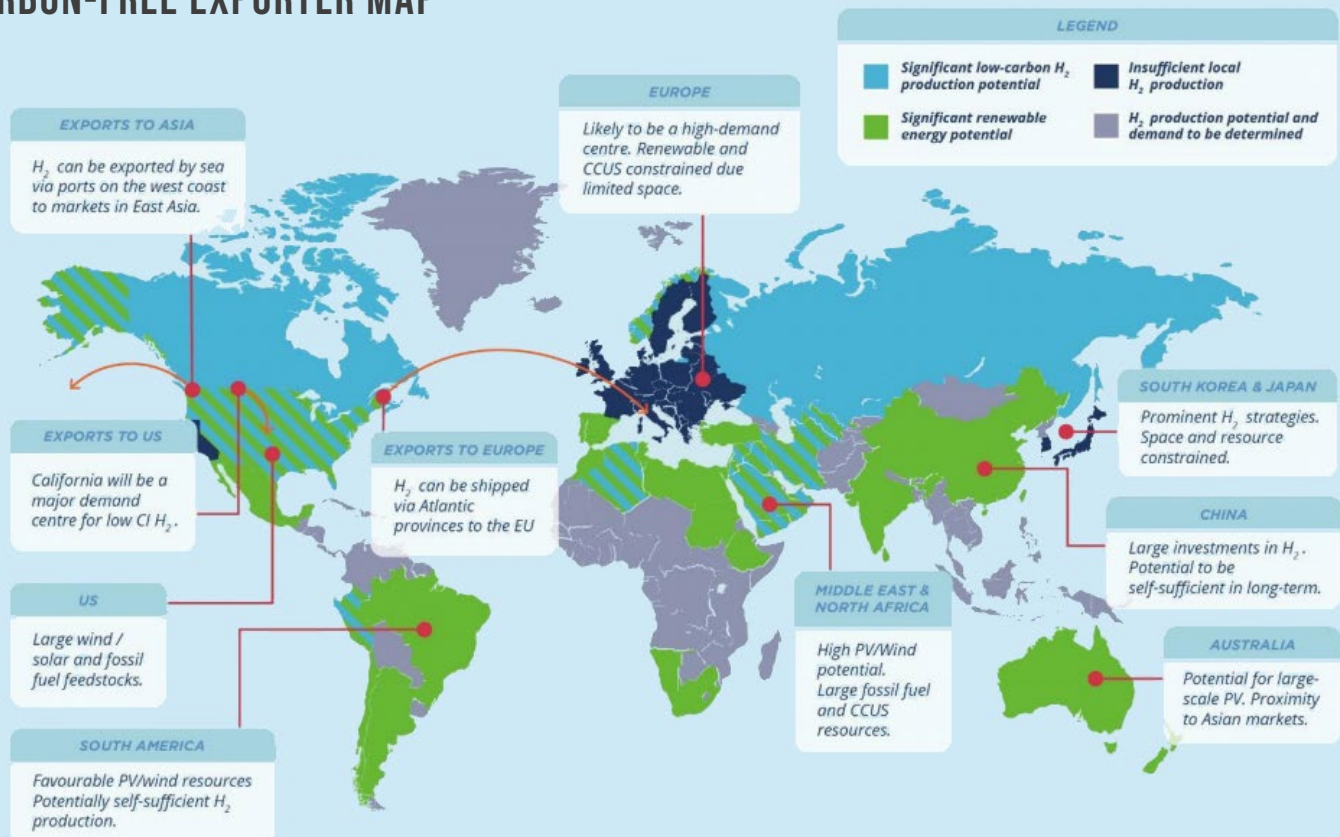 RBON-FREE EXPORTER MAP
LEGEND
Significant low-carbon H₂
production potential
Insufficient local
H₂ production
Significant renewable
energy potential
H₂ production potential and
demand to be determined
EXPORTS TO ASIA
H₂ can be exported by sea
via ports on the west coast
to markets in East Asia.
EUROPE
Likely to be a high-demand
centre. Renewable and
CCUS constrained due
limited space.
EXPORTS TO US
California will be a
major demand
centre for low CI H₂.
EXPORTS TO EUROPE
H₂ can be shipped
via Atlantic
provinces to the EU
SOUTH KOREA & JAPAN
Prominent H₂ strategies.
Space and resource
constrained.
CHINA
Large investments in H₂.
Potential to be
self-sufficient in long-term.
US
Large wind /
solar and fossil
fuel feedstocks.
MIDDLE EAST &
NORTH AFRICA
High PV/Wind
potential.
Large fossil fuel
and CCUS
resources.
AUSTRALIA
Potential for large-
scale PV. Proximity
to Asian markets.
SOUTH AMERICA
Favourable PV/wind resources
Potentially self-sufficient H₂
production.